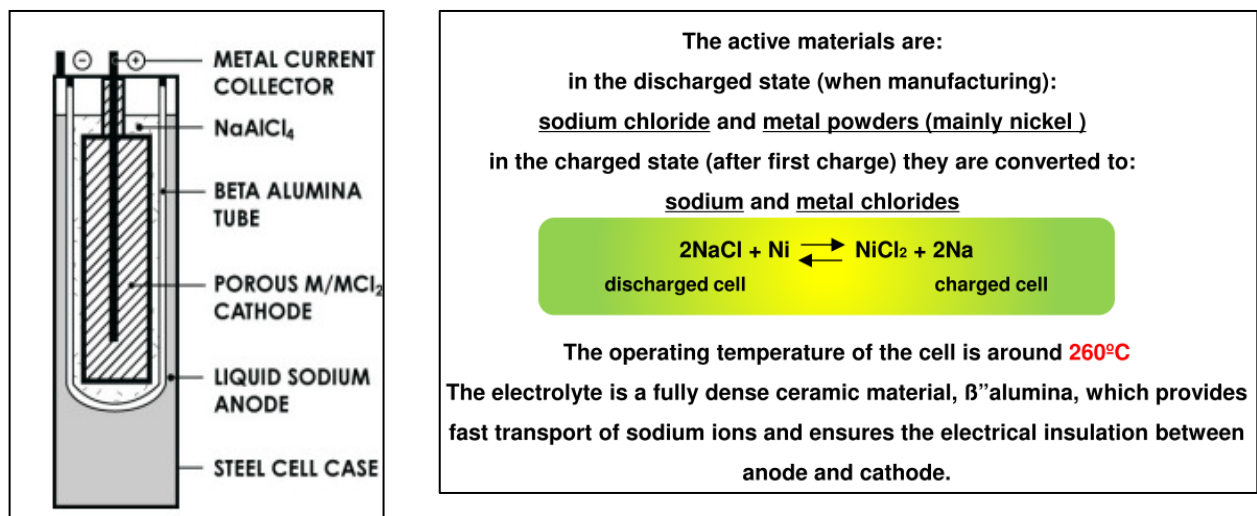 ⊖ ⊕ METAL CURRENT
COLLECTOR
NaAlCl₄
BETA ALUMINA
TUBE
POROUS M/MCl₂
CATHODE
LIQUID SODIUM
ANODE
STEEL CELL CASE
The active materials are:
in the discharged state (when manufacturing):
sodium chloride and metal powders (mainly nickel )
in the charged state (after first charge) they are converted to:
sodium and metal chlorides
2NaCl + Ni ⇌ NiCl₂ + 2Na
discharged cell charged cell
The operating temperature of the cell is around 260ºC
The electrolyte is a fully dense ceramic material, ß”alumina, which provides
fast transport of sodium ions and ensures the electrical insulation between
anode and cathode.